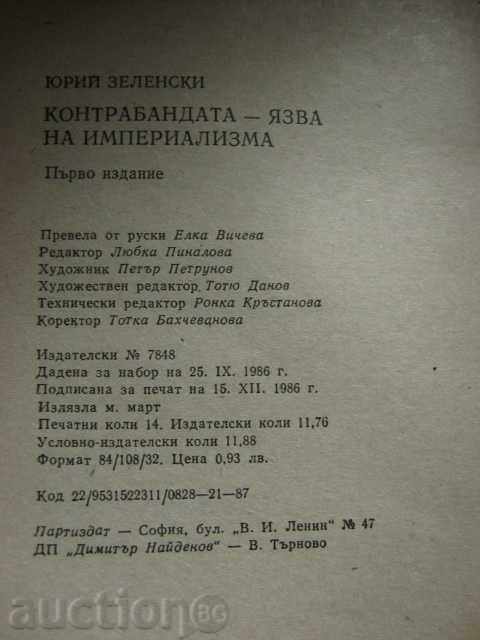 ЮРИЙ ЗЕЛЕНСКИ
КОНТРАБАНДАТА — ЯЗВА
НА ИМПЕРИАЛИЗМА
Първо издание
Превела от руски Елка Вичева
Редактор Любка Пиналова
Художник Петър Петрунов
Художествен редактор Тотю Данов
Технически редактор Ронка Кръстанова
Коректор Тотка Бахчеванова
Издателски № 7848
Дадена за набор на 25. IX. 1986 г.
Подписана за печат на 15. XII. 1986 г.
Излязла м. март
Печатни коли 14. Издателски коли 11,76
Условно-издателски коли 11,88
Формат 84/108/32. Цена 0,93 лв.
Код 22/9531522311/0828—21—87
Партиздат — София, бул. „В. И. Ленин" № 47
ДП „Димитър Найденов" — В. Търново
auction BG